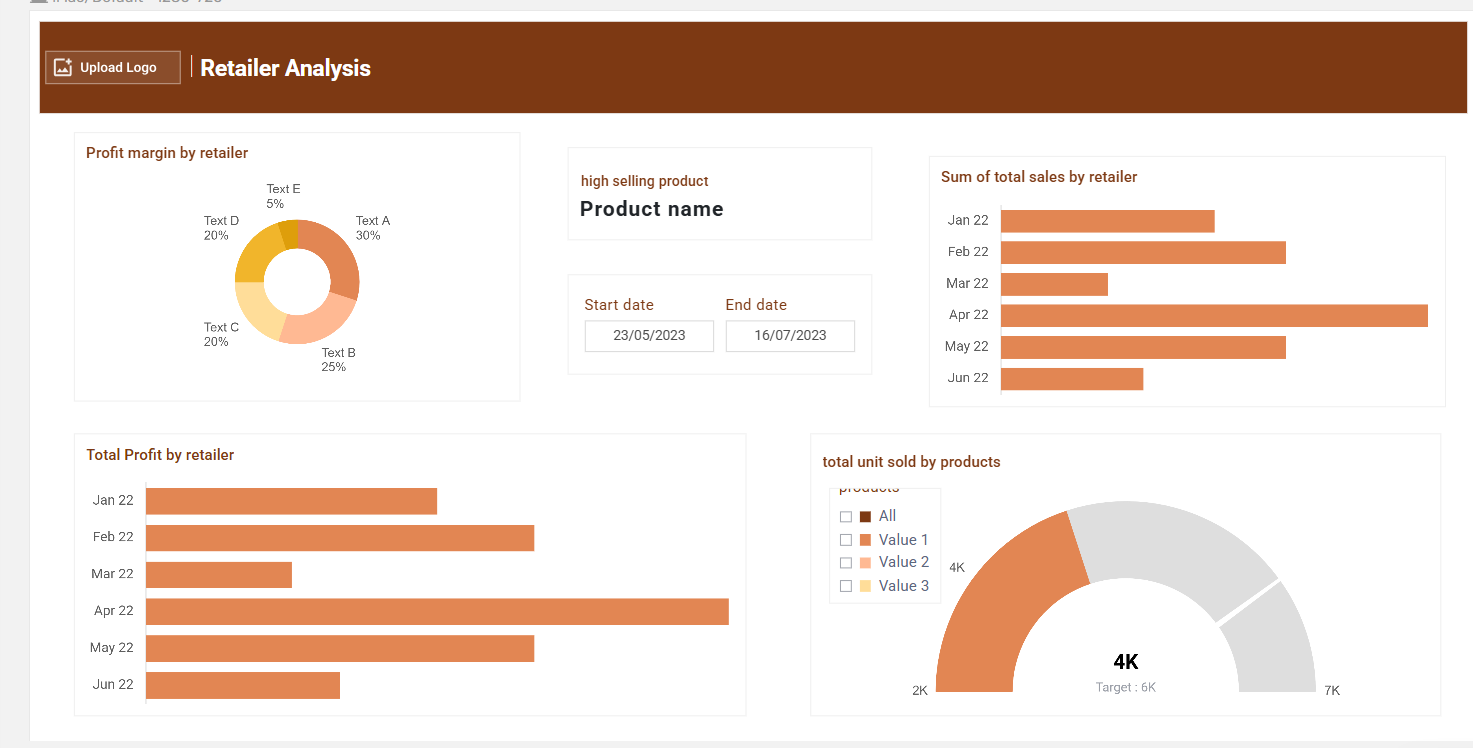 Upload Logo
Retailer Analysis
Profit margin by retailer
Text E
5%
Text D
20%
Text A
30%
Text C
20%
Text B
25%
high selling product
Product name
Start date
End date
23/05/2023
16/07/2023
Sum of total sales by retailer
Jan 22
Feb 22
Mar 22
Apr 22
May 22
Jun 22
Total Profit by retailer
Jan 22
Feb 22
Mar 22
Apr 22
May 22
Jun 22
total unit sold by products
products
All
Value 1
Value 2
Value 3
4K
4K
Target : 6K
2K
7K